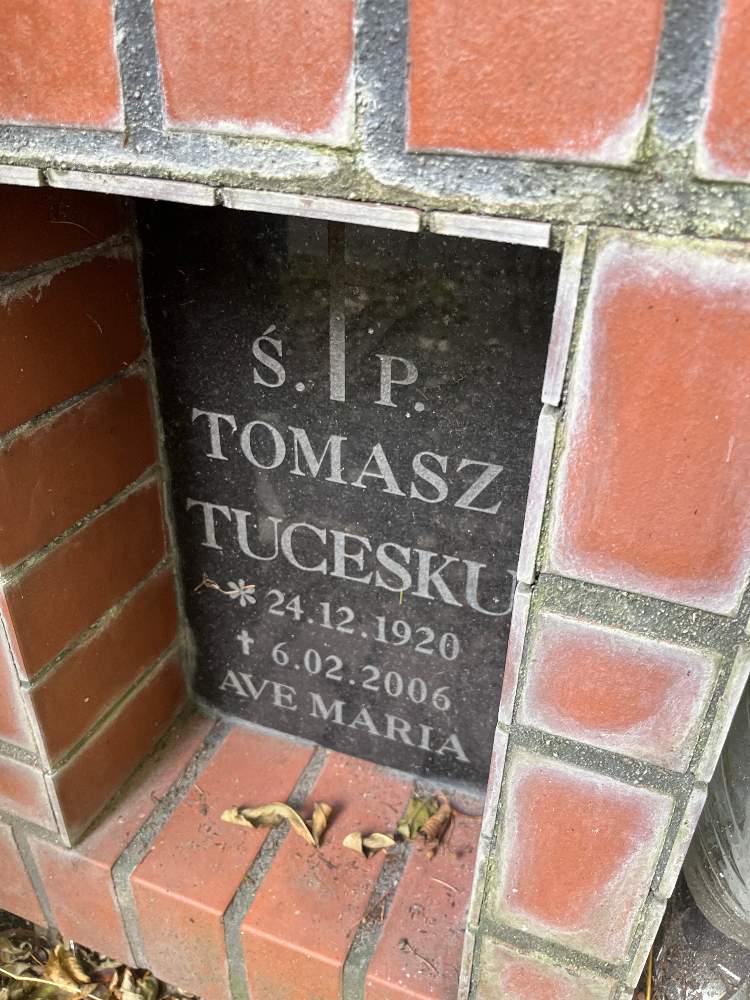 Ś. P.
TOMASZ
TUCESKU
* 24.12.1920
✝ 6.02.2006
AVE MARIA